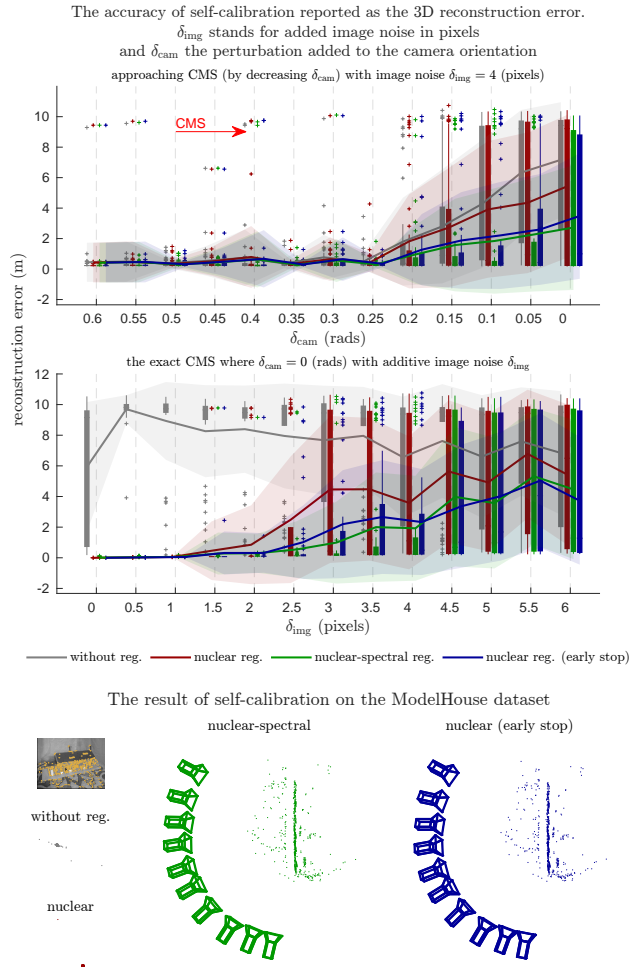 The accuracy of self-calibration reported as the 3D reconstruction error.
δimg stands for added image noise in pixels
and δcam the perturbation added to the camera orientation
approaching CMS (by decreasing δcam) with image noise δimg = 4 (pixels)
10
8
6
4
2
0
-2
CMS
0.6 0.55 0.5 0.45 0.4 0.35 0.3 0.25 0.2 0.15 0.1 0.05 0
δcam (rads)
reconstruction error (m)
the exact CMS where δcam = 0 (rads) with additive image noise δimg
12
10
8
6
4
2
0
-2
0 0.5 1 1.5 2 2.5 3 3.5 4 4.5 5 5.5 6
δimg (pixels)
without reg. nuclear reg. nuclear-spectral reg. nuclear reg. (early stop)
The result of self-calibration on the ModelHouse dataset
nuclear-spectral nuclear (early stop)
without reg.
nuclear